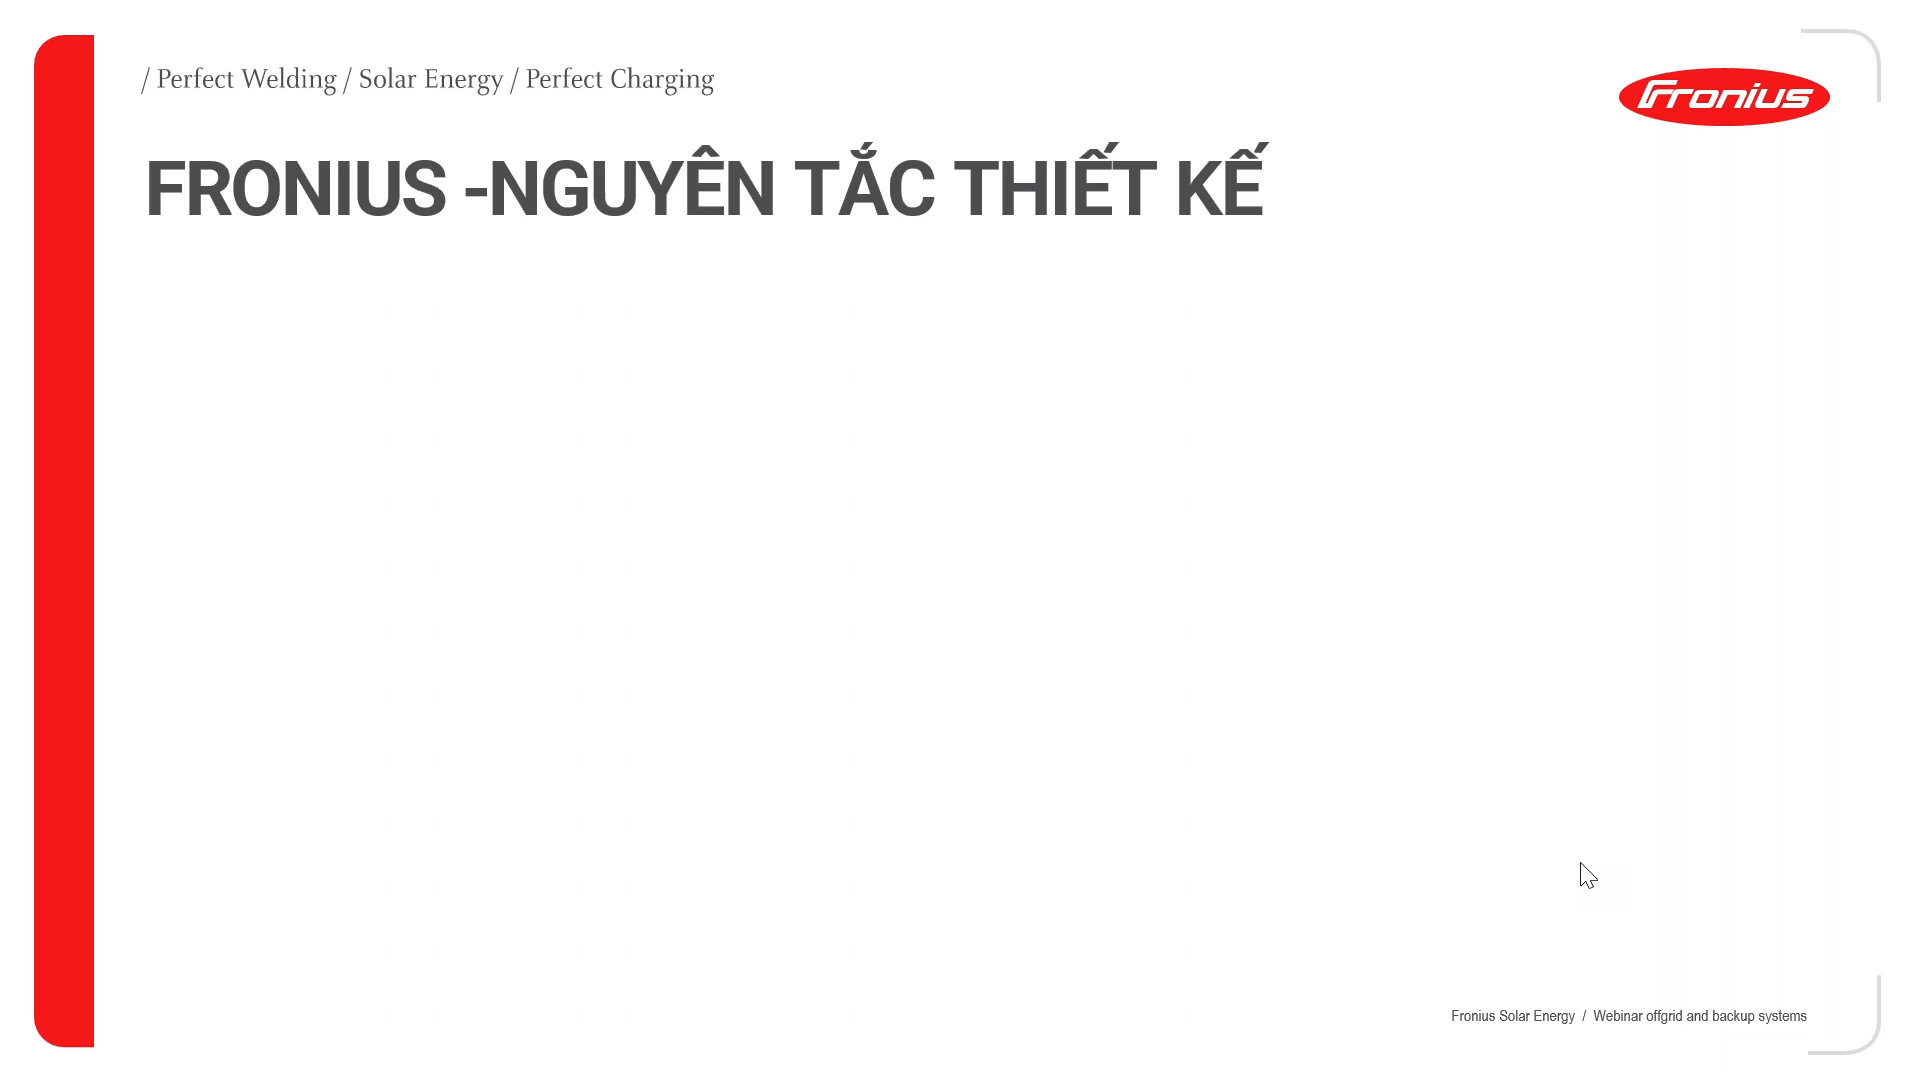 / Perfect Welding / Solar Energy / Perfect Charging
Fronius
FRONIUS -NGUYÊN TẮC THIẾT KẾ
Fronius Solar Energy / Webinar offgrid and backup systems